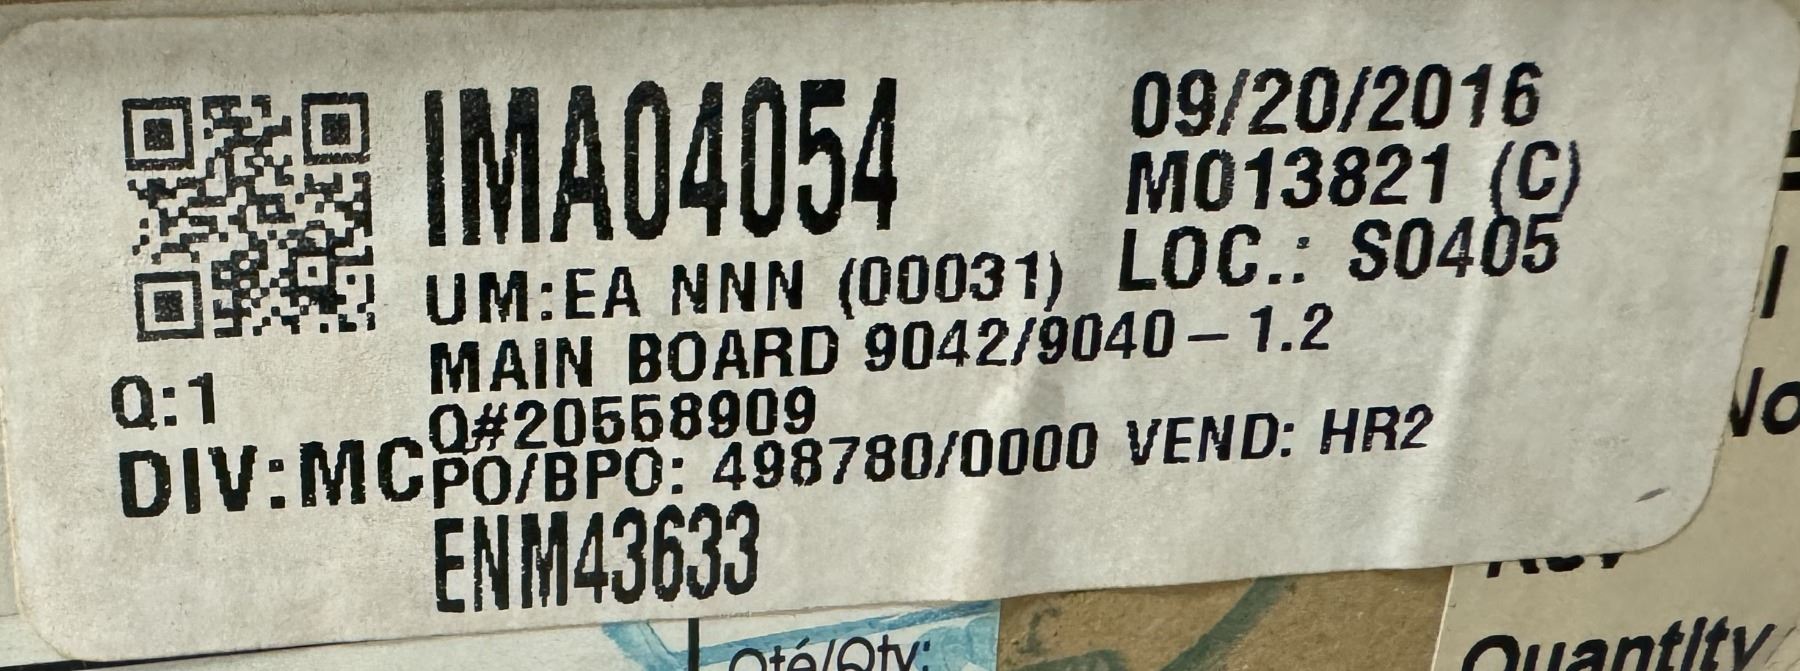 IMA04054
09/20/2016
M013821 (C)
LOC.: S0405
UM:EA NNN (00031)
MAIN BOARD 9042/9040-1.2
Q:1
Q#20558909
DIV:MC
PO/BPO: 498780/0000 VEND: HR2
ENM43633
Qté/Qty:
Quantity